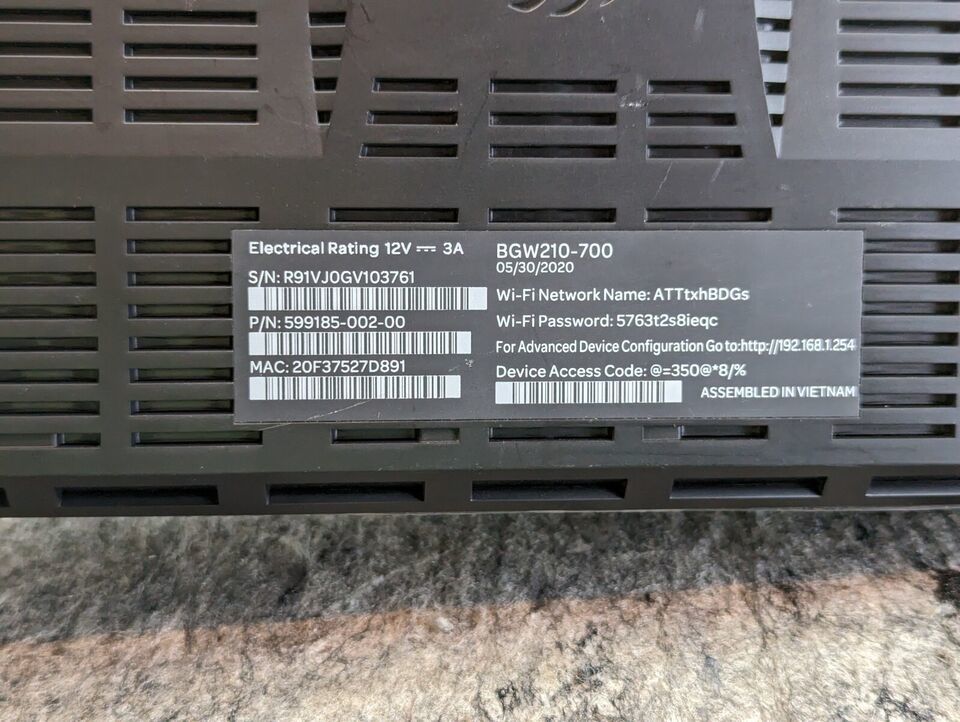 Electrical Rating 12V ⎓ 3A
S/N: R91VJ0GV103761
P/N: 599185-002-00
MAC: 20F37527D891
BGW210-700
05/30/2020
Wi-Fi Network Name: ATTtxhBDGs
Wi-Fi Password: 5763t2s8ieqc
For Advanced Device Configuration Go to:http://192.168.1.254
Device Access Code: @=350@*8/%
ASSEMBLED IN VIETNAM